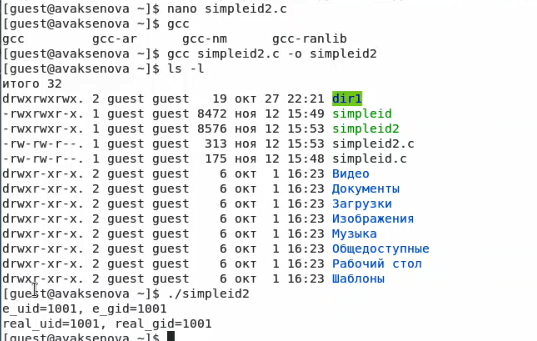 [guest@avaksenova ~]$ nano simpleid2.c
[guest@avaksenova ~]$ gcc
gcc gcc-ar gcc-nm gcc-ranlib
[guest@avaksenova ~]$ gcc simpleid2.c -o simpleid2
[guest@avaksenova ~]$ ls -l
итого 32
drwxrwxrwx. 2 guest guest 19 окт 27 22:21 dir1
-rwxrwxr-x. 1 guest guest 8472 ноя 12 15:49 simpleid
-rwxrwxr-x. 1 guest guest 8576 ноя 12 15:53 simpleid2
-rw-rw-r--. 1 guest guest 313 ноя 12 15:53 simpleid2.c
-rw-rw-r--. 1 guest guest 175 ноя 12 15:48 simpleid.c
drwxr-xr-x. 2 guest guest 6 окт 1 16:23 Видео
drwxr-xr-x. 2 guest guest 6 окт 1 16:23 Документы
drwxr-xr-x. 2 guest guest 6 окт 1 16:23 Загрузки
drwxr-xr-x. 2 guest guest 6 окт 1 16:23 Изображения
drwxr-xr-x. 2 guest guest 6 окт 1 16:23 Музыка
drwxr-xr-x. 2 guest guest 6 окт 1 16:23 Общедоступные
drwxr-xr-x. 2 guest guest 6 окт 1 16:23 Рабочий стол
drwxr-xr-x. 2 guest guest 6 окт 1 16:23 Шаблоны
[guest@avaksenova ~]$ ./simpleid2
e_uid=1001, e_gid=1001
real_uid=1001, real_gid=1001
[guest@avaksenova ~]$